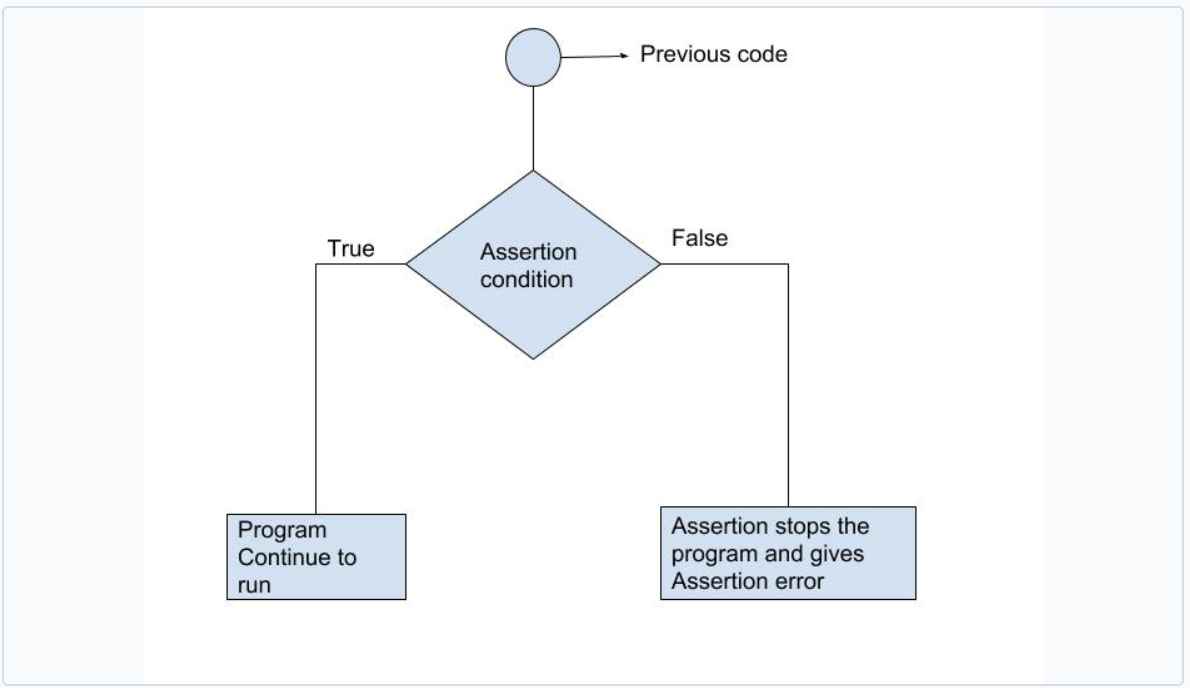 Previous code
True
False
Assertion
condition
Program
Continue to
run
Assertion stops the
program and gives
Assertion error